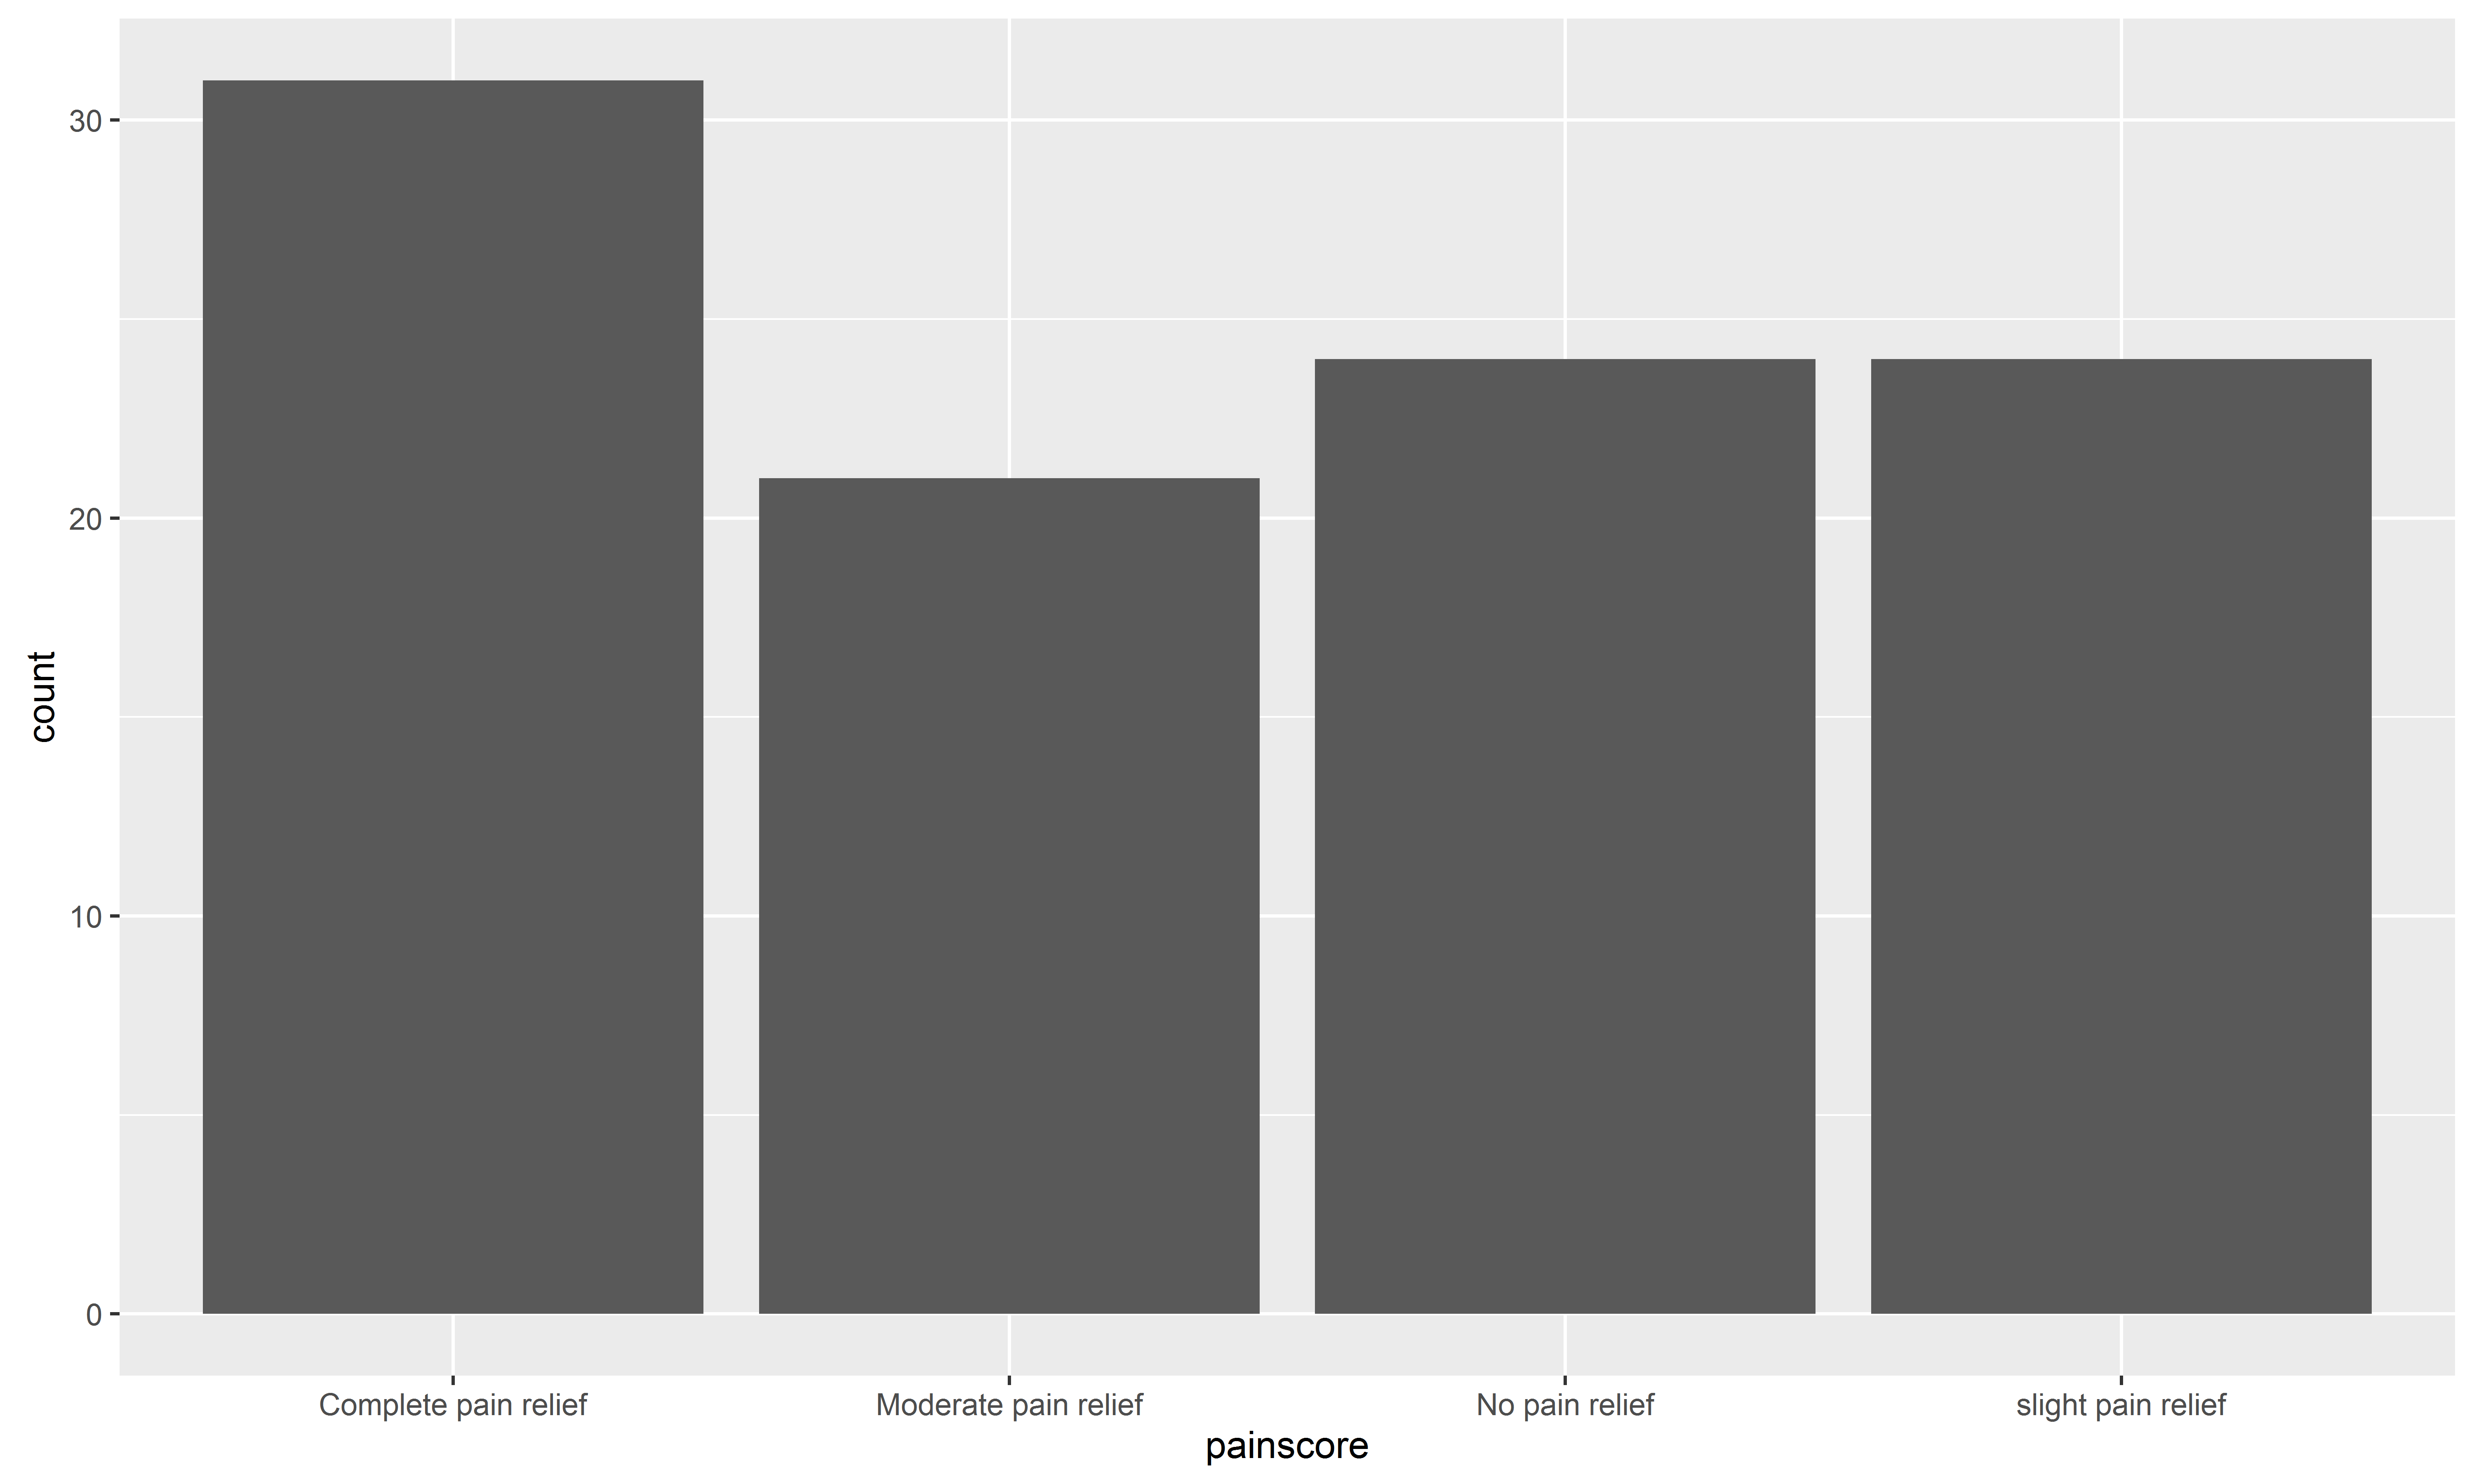 30
20
10
0
count
Complete pain relief Moderate pain relief No pain relief slight pain relief
painscore